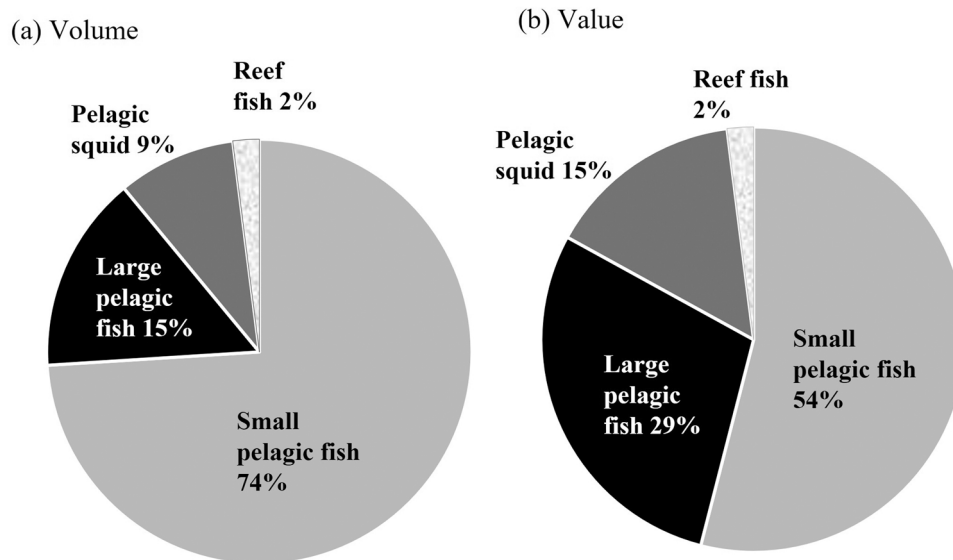 (a) Volume
Reef
fish 2%
Pelagic
squid 9%
Large
pelagic
fish 15%
Small
pelagic fish
74%
(b) Value
Reef fish
2%
Pelagic
squid 15%
Large
pelagic
fish 29%
Small
pelagic fish
54%